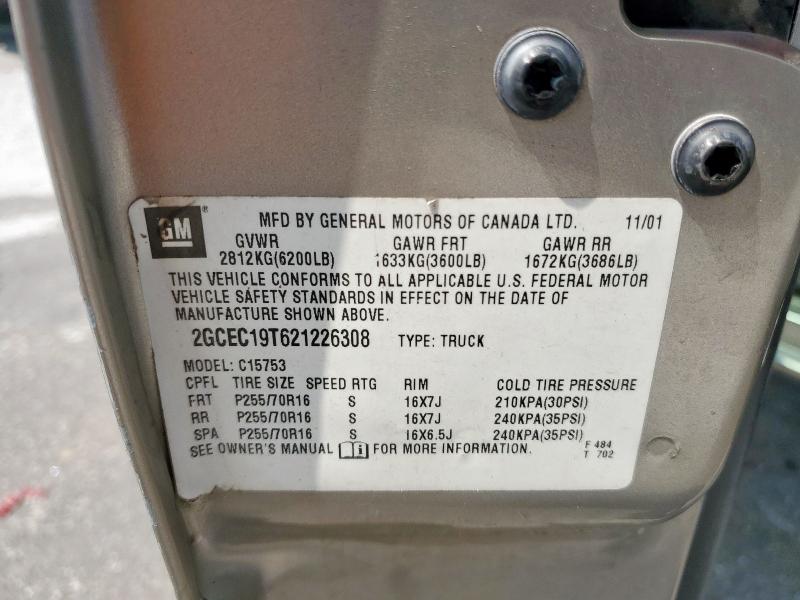 GM ® MFD BY GENERAL MOTORS OF CANADA LTD. 11/01
GVWR GAWR FRT GAWR RR
2812KG(6200LB) 1633KG(3600LB) 1672KG(3686LB)
THIS VEHICLE CONFORMS TO ALL APPLICABLE U.S. FEDERAL MOTOR
VEHICLE SAFETY STANDARDS IN EFFECT ON THE DATE OF
MANUFACTURE SHOWN ABOVE.
2GCEC19T621226308 TYPE: TRUCK
MODEL: C15753
CPFL TIRE SIZE SPEED RTG RIM COLD TIRE PRESSURE
FRT P255/70R16 S 16X7J 210KPA(30PSI)
RR P255/70R16 S 16X7J 240KPA(35PSI)
SPA P255/70R16 S 16X6.5J 240KPA(35PSI)
SEE OWNER'S MANUAL i FOR MORE INFORMATION.
F 484
T 702